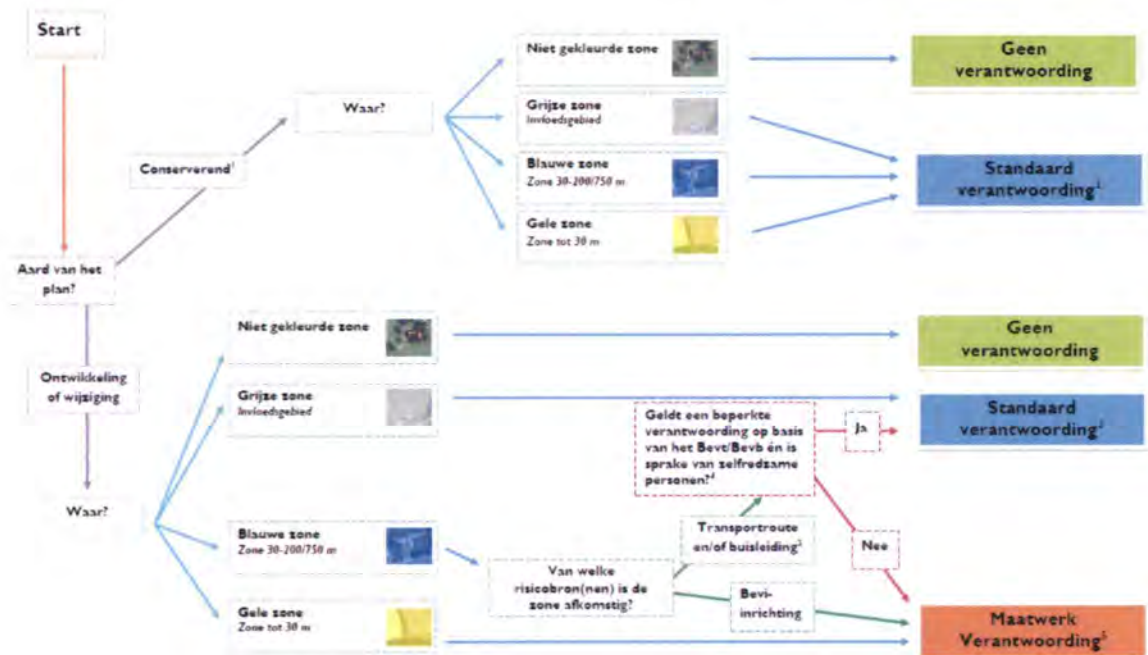 Start
Aard van het
plan?
Conserverend¹
Waar?
Niet gekleurde zone
Grijze zone
Invloedsgebied
Blauwe zone
Zone 30-200/750 m
Gele zone
Zone tot 30 m
Geen
verantwoording
Standaard
verantwoording
Ontwikkeling
of wijziging
Waar?
Niet gekleurde zone
Grijze zone
Invloedsgebied
Blauwe zone
Zone 30-200/750 m
Gele zone
Zone tot 30 m
Van welke
risicobron(nen) is de
zone afkomstig?
Transportroute
en/of buisleiding
Bevi-
inrichting
Geldt een beperkte
verantwoording op basis
van het Bevt/Bevb én is
sprake van zelfredzame
personen?⁴
Ja
Nee
Geen
verantwoording
Standaard
verantwoording
Maatwerk
Verantwoording⁵